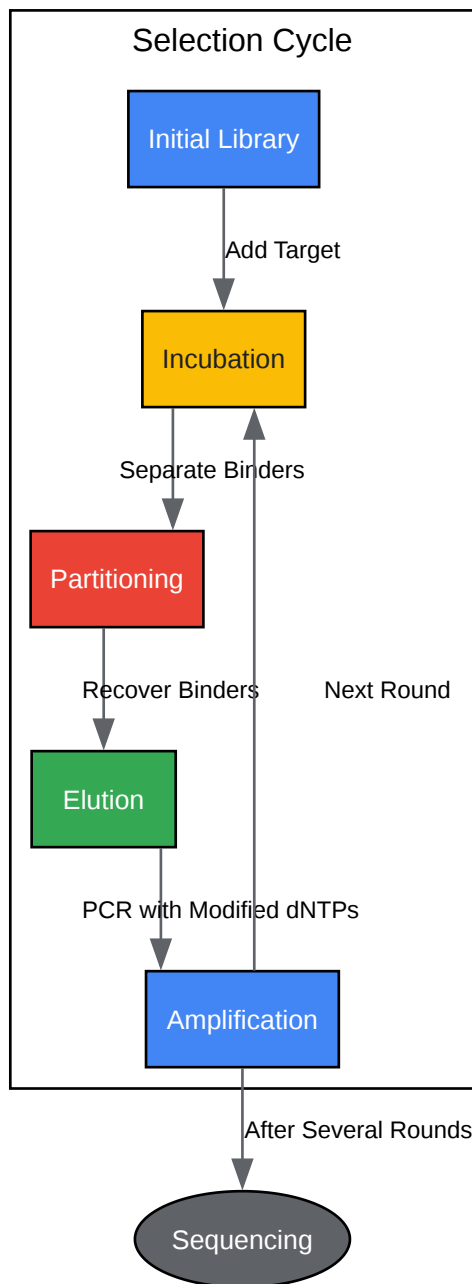 Selection Cycle
Initial Library
Add Target
Incubation
Separate Binders
Partitioning
Recover Binders
Next Round
Elution
PCR with Modified dNTPs
Amplification
After Several Rounds
Sequencing